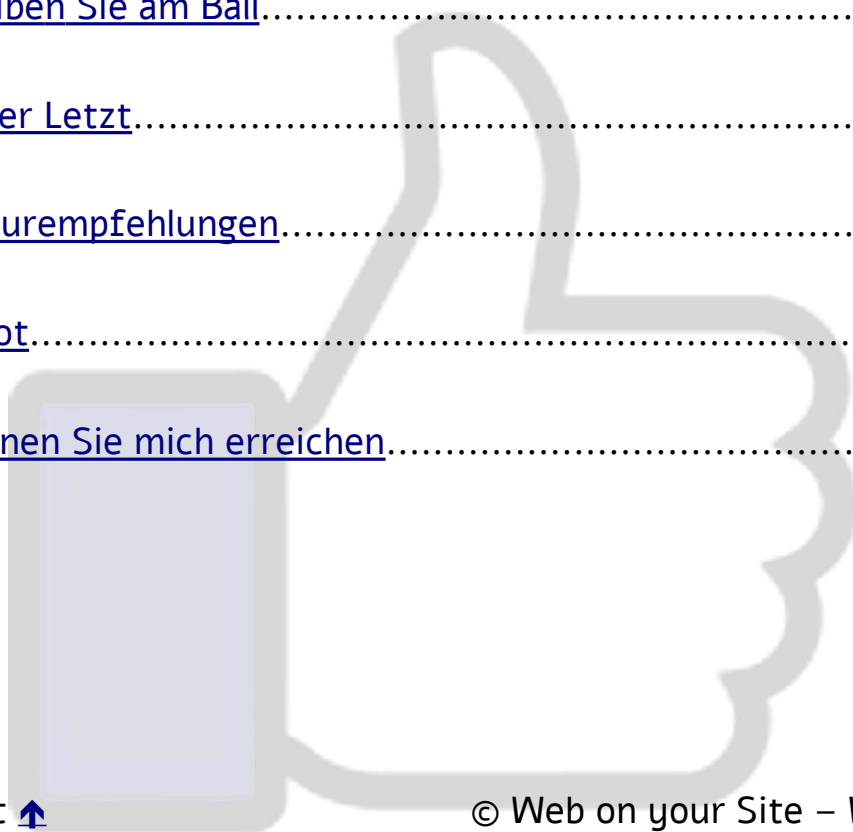 ben Sie am Ball................................................
er Letzt................................................................
urempfehlungen..............................................
ot..........................................................................
nen Sie mich erreichen....................................
t ↑ © Web on your Site –